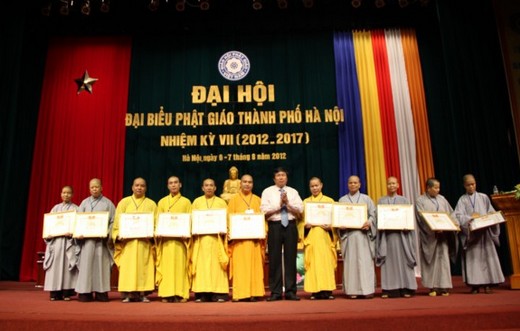 ĐẠI HỘI
ĐẠI BIỂU PHẬT GIÁO THÀNH PHỐ HÀ NỘI
NHIỆM KỲ VII (2012-2017)
Hà Nội, ngày 6 - 7 tháng 8 năm 2012